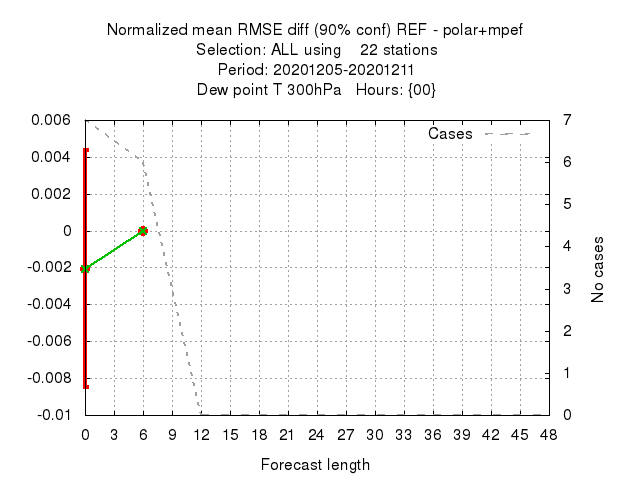 Normalized mean RMSE diff (90% conf) REF - polar+mpef
Selection: ALL using 22 stations
Period: 20201205-20201211
Dew point T 300hPa Hours: {00}
Cases
0.006
0.004
0.002
0
-0.002
-0.004
-0.006
-0.008
-0.01
7
6
5
4
3
2
1
0
No cases
0 3 6 9 12 15 18 21 24 27 30 33 36 39 42 45 48
Forecast length